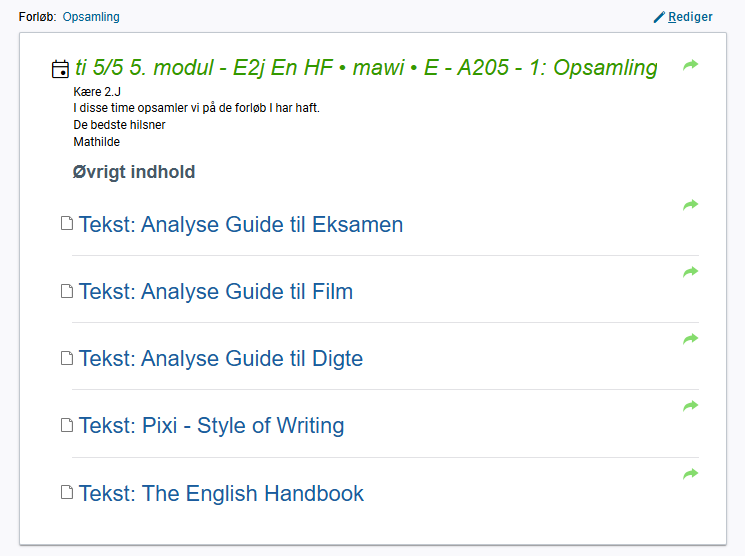 Forløb: Opsamling
Rediger
ti 5/5 5. modul - E2j En HF • mawi • E - A205 - 1: Opsamling
Kære 2.J
I disse time opsamler vi på de forløb I har haft.
De bedste hilsner
Mathilde
Øvrigt indhold
Tekst: Analyse Guide til Eksamen
Tekst: Analyse Guide til Film
Tekst: Analyse Guide til Digte
Tekst: Pixi - Style of Writing
Tekst: The English Handbook